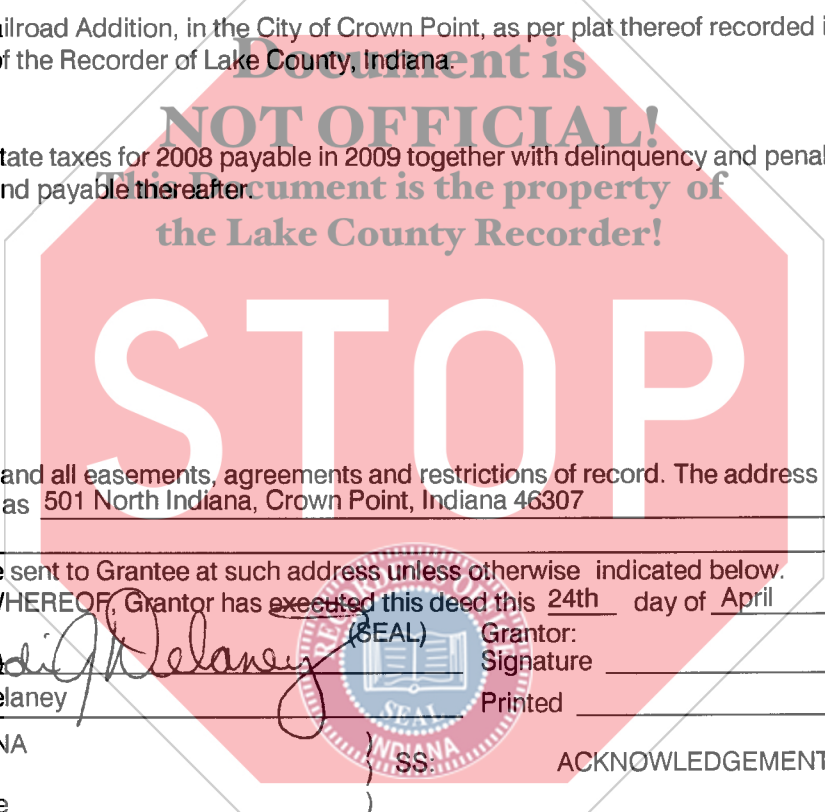 ilroad Addition, in the City of Crown Point, as per plat thereof recorded i
f the Recorder of Lake County, Indiana.
Document is
NOT OFFICIAL!
tate taxes for 2008 payable in 2009 together with delinquency and penal
nd payable thereafter.
This Document is the property of
the Lake County Recorder!
STOP
and all easements, agreements and restrictions of record. The address
as 501 North Indiana, Crown Point, Indiana 46307
e sent to Grantee at such address unless otherwise indicated below.
WHEREOF, Grantor has executed this deed this 24th day of April
(SEAL) Grantor:
di J Delaney Signature
elaney Printed
SEAL
INDIANA
NA
SS: ACKNOWLEDGEMENT
e